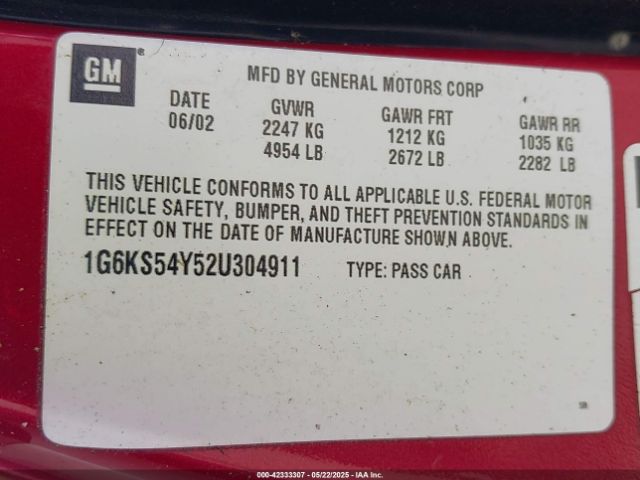 GM®
MFD BY GENERAL MOTORS CORP
DATE GVWR GAWR FRT GAWR RR
06/02 2247 KG 1212 KG 1035 KG
4954 LB 2672 LB 2282 LB
THIS VEHICLE CONFORMS TO ALL APPLICABLE U.S. FEDERAL MOTOR
VEHICLE SAFETY, BUMPER, AND THEFT PREVENTION STANDARDS IN
EFFECT ON THE DATE OF MANUFACTURE SHOWN ABOVE.
1G6KS54Y52U304911 TYPE: PASS CAR
000-42333307 - 05/22/2025 - IAAI.COM